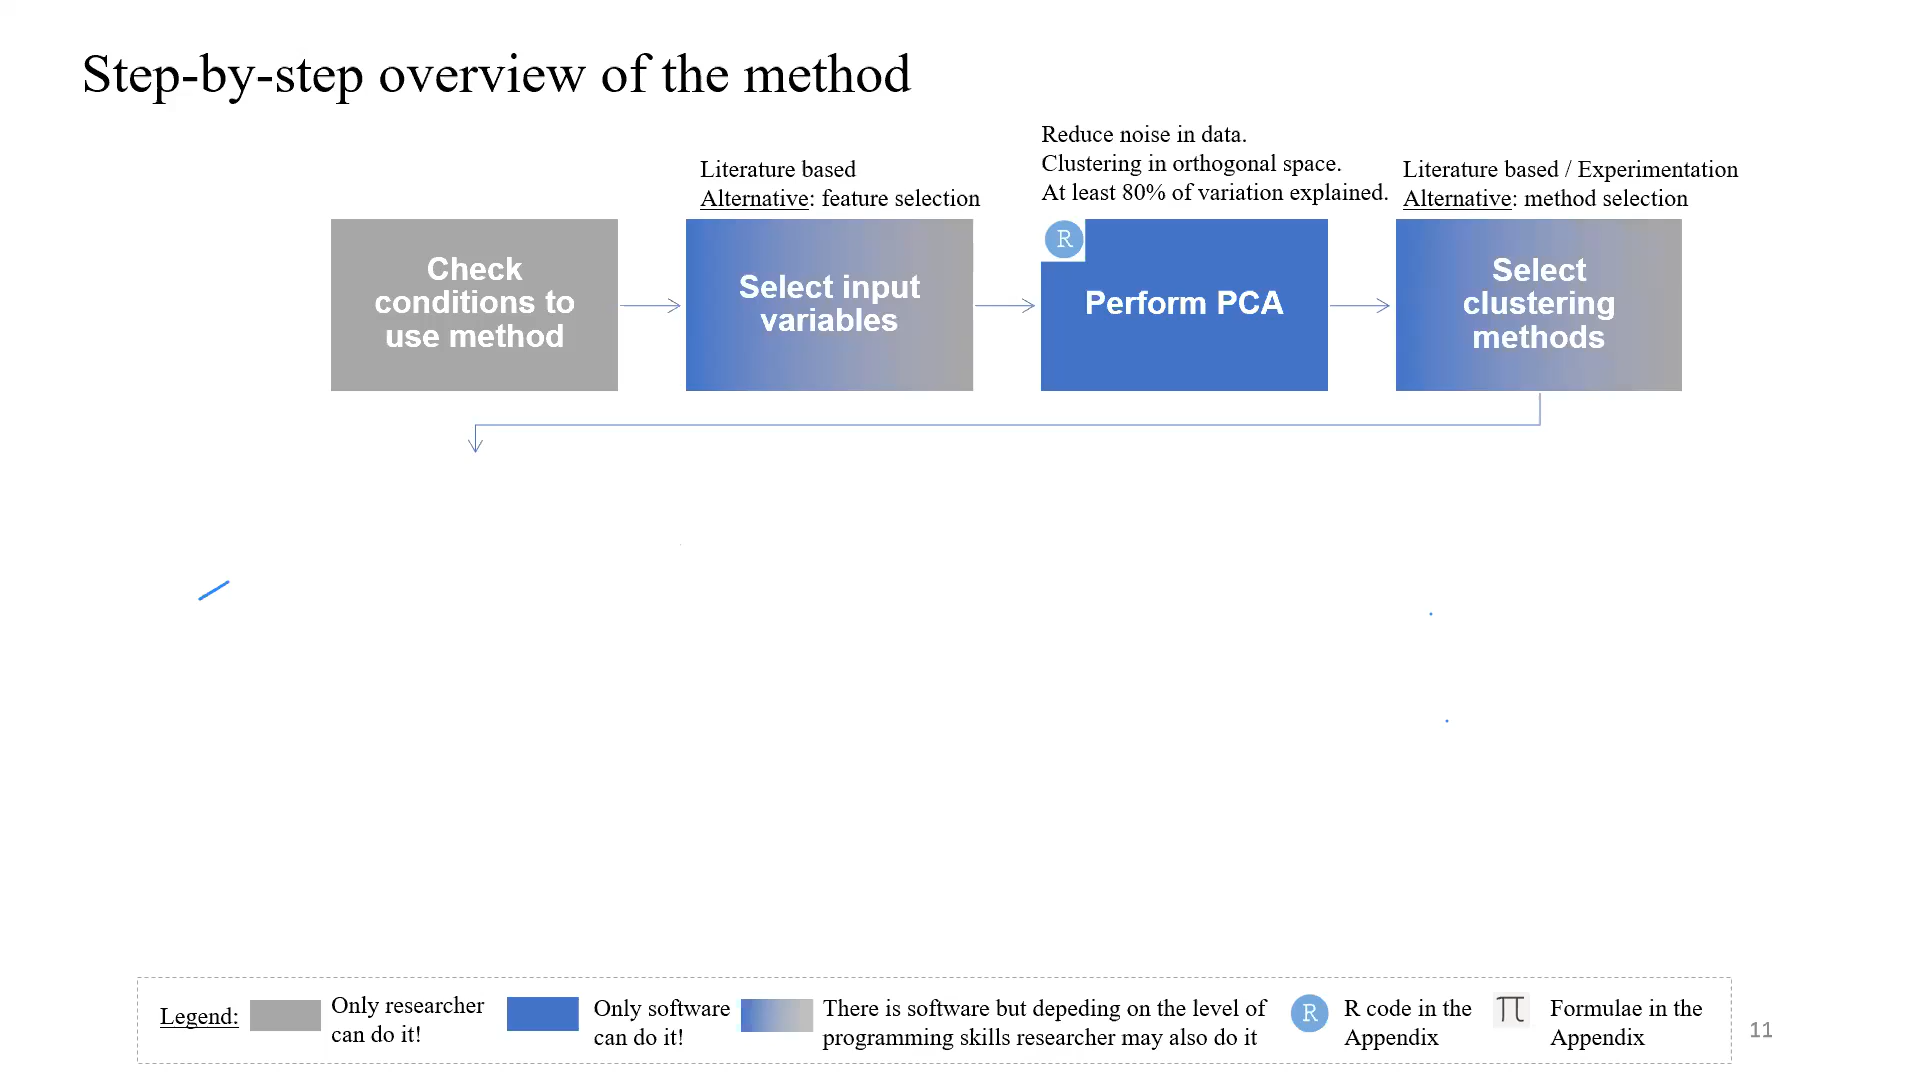 Step-by-step overview of the method
Literature based
Alternative: feature selection
Reduce noise in data.
Clustering in orthogonal space.
At least 80% of variation explained.
Literature based / Experimentation
Alternative: method selection
Check
conditions to
use method
Select input
variables
R
Perform PCA
Select
clustering
methods
Legend:
Only researcher
can do it!
Only software
can do it!
There is software but depeding on the level of
programming skills researcher may also do it
R
R code in the
Appendix
π
Formulae in the
Appendix
11